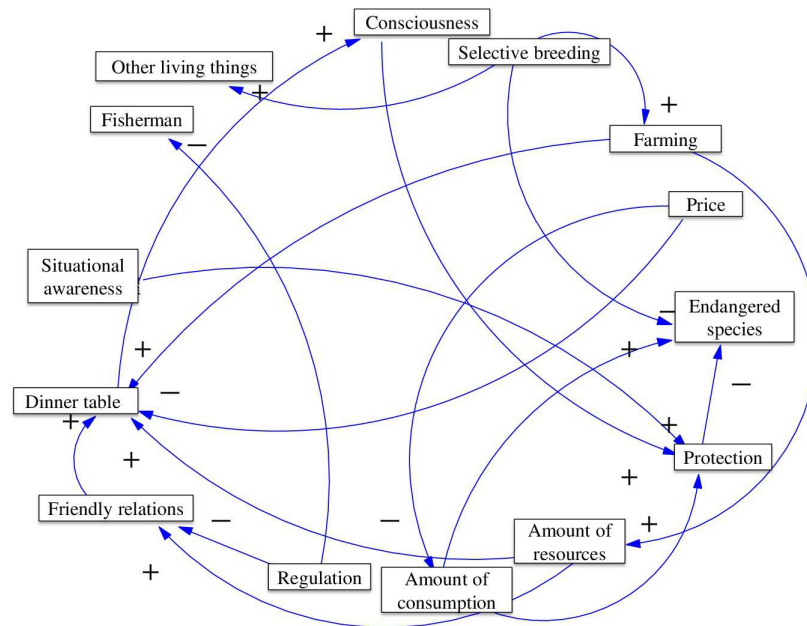 Consciousness
+
Selective breeding
Other living things
+
+
Fisherman
−
Farming
Price
Situational
awareness
Endangered
species
−
+
+
−
−
Dinner table
+
+
+
Protection
+
Friendly relations
−
−
+
Amount of
resources
+
Regulation
Amount of
consumption